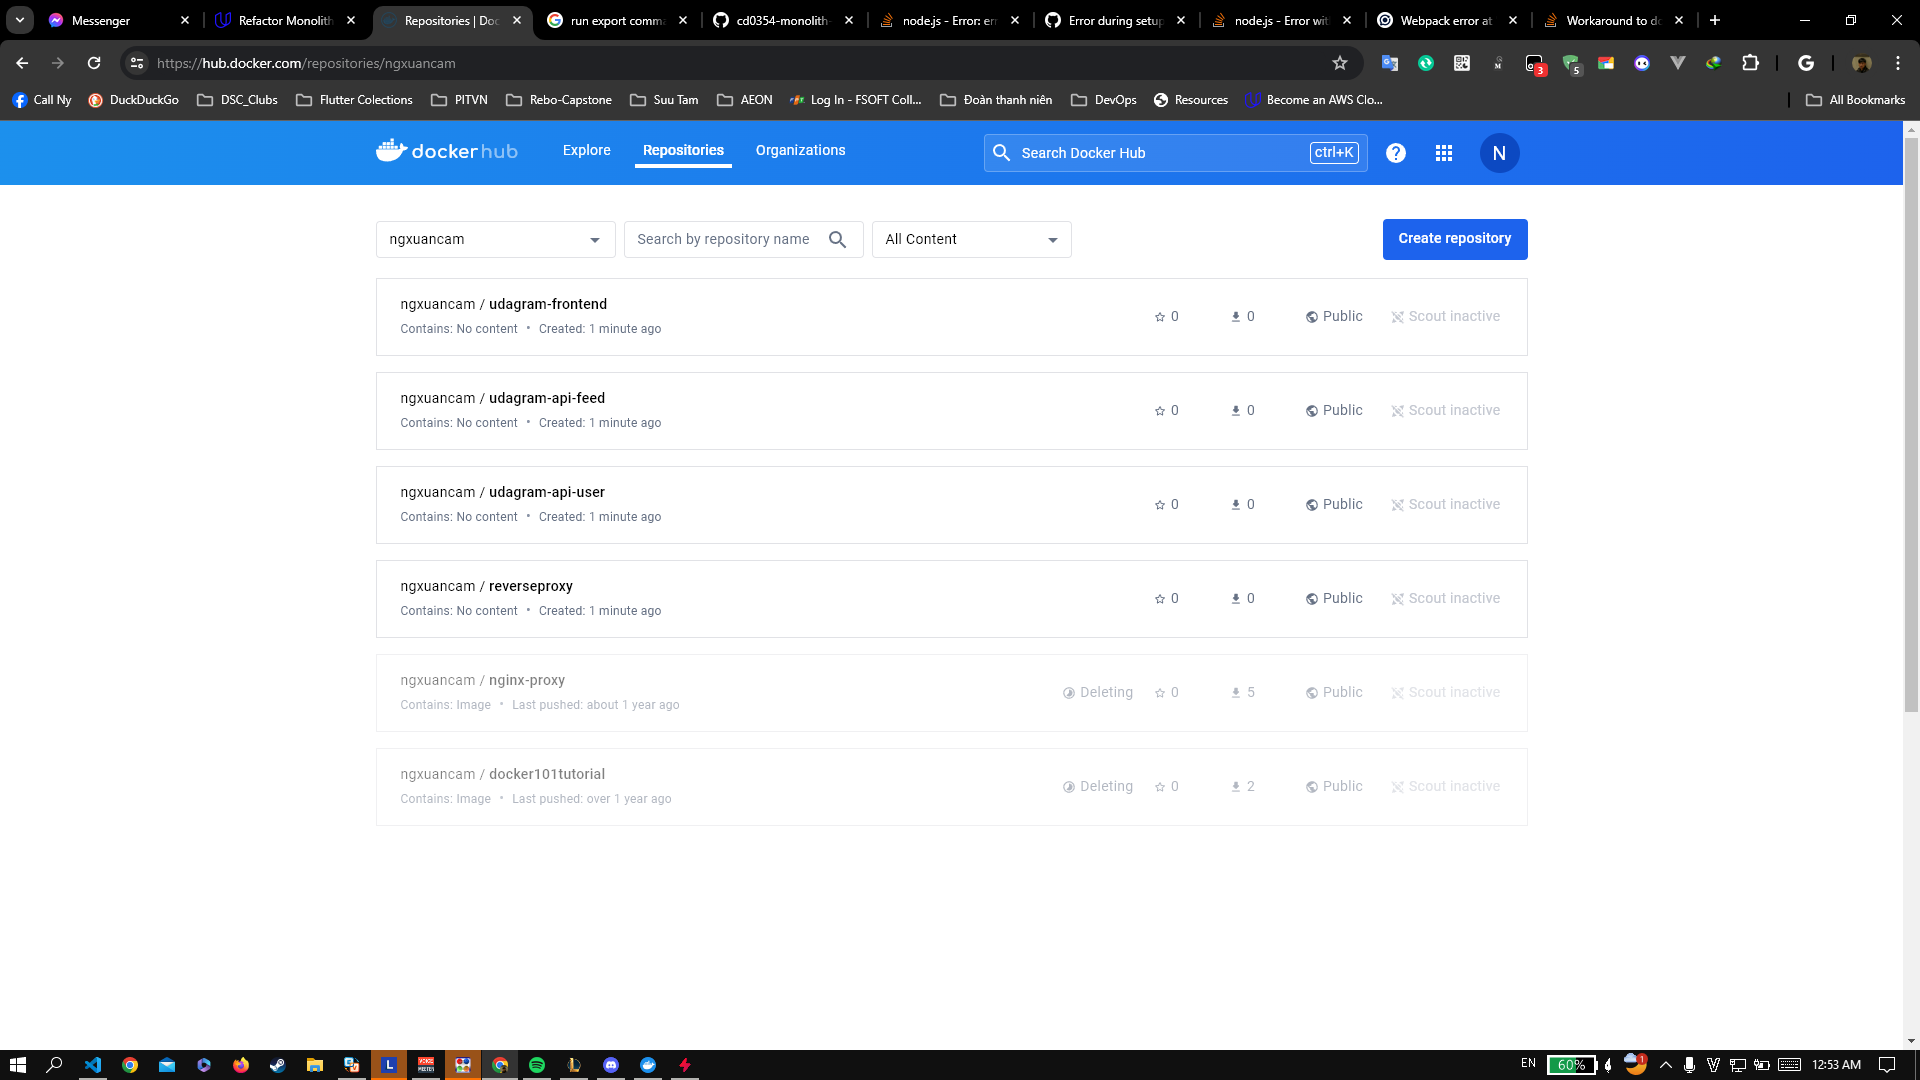 Messenger
Refactor Monolith
Repositories | Doc
run export comma
cd0354-monolith-
node.js - Error: err
Error during setup
node.js - Error wit
Webpack error at
Workaround to do
https://hub.docker.com/repositories/ngxuancam
3
5
Call Ny
DuckDuckGo
DSC_Clubs
Flutter Colections
PITVN
Rebo-Capstone
Suu Tam
AEON
Log In - FSOFT Coll...
Đoàn thanh niên
DevOps
Resources
Become an AWS Clo...
All Bookmarks
docker hub
Explore
Repositories
Organizations
Search Docker Hub
ctrl+K
N
ngxuancam
Search by repository name
All Content
Create repository
ngxuancam / udagram-frontend
Contains: No content • Created: 1 minute ago
0
0
Public
Scout inactive
ngxuancam / udagram-api-feed
Contains: No content • Created: 1 minute ago
0
0
Public
Scout inactive
ngxuancam / udagram-api-user
Contains: No content • Created: 1 minute ago
0
0
Public
Scout inactive
ngxuancam / reverseproxy
Contains: No content • Created: 1 minute ago
0
0
Public
Scout inactive
ngxuancam / nginx-proxy
Contains: Image • Last pushed: about 1 year ago
Deleting
0
5
Public
Scout inactive
ngxuancam / docker101tutorial
Contains: Image • Last pushed: over 1 year ago
Deleting
0
2
Public
Scout inactive
L
EN
60%
1
12:53 AM